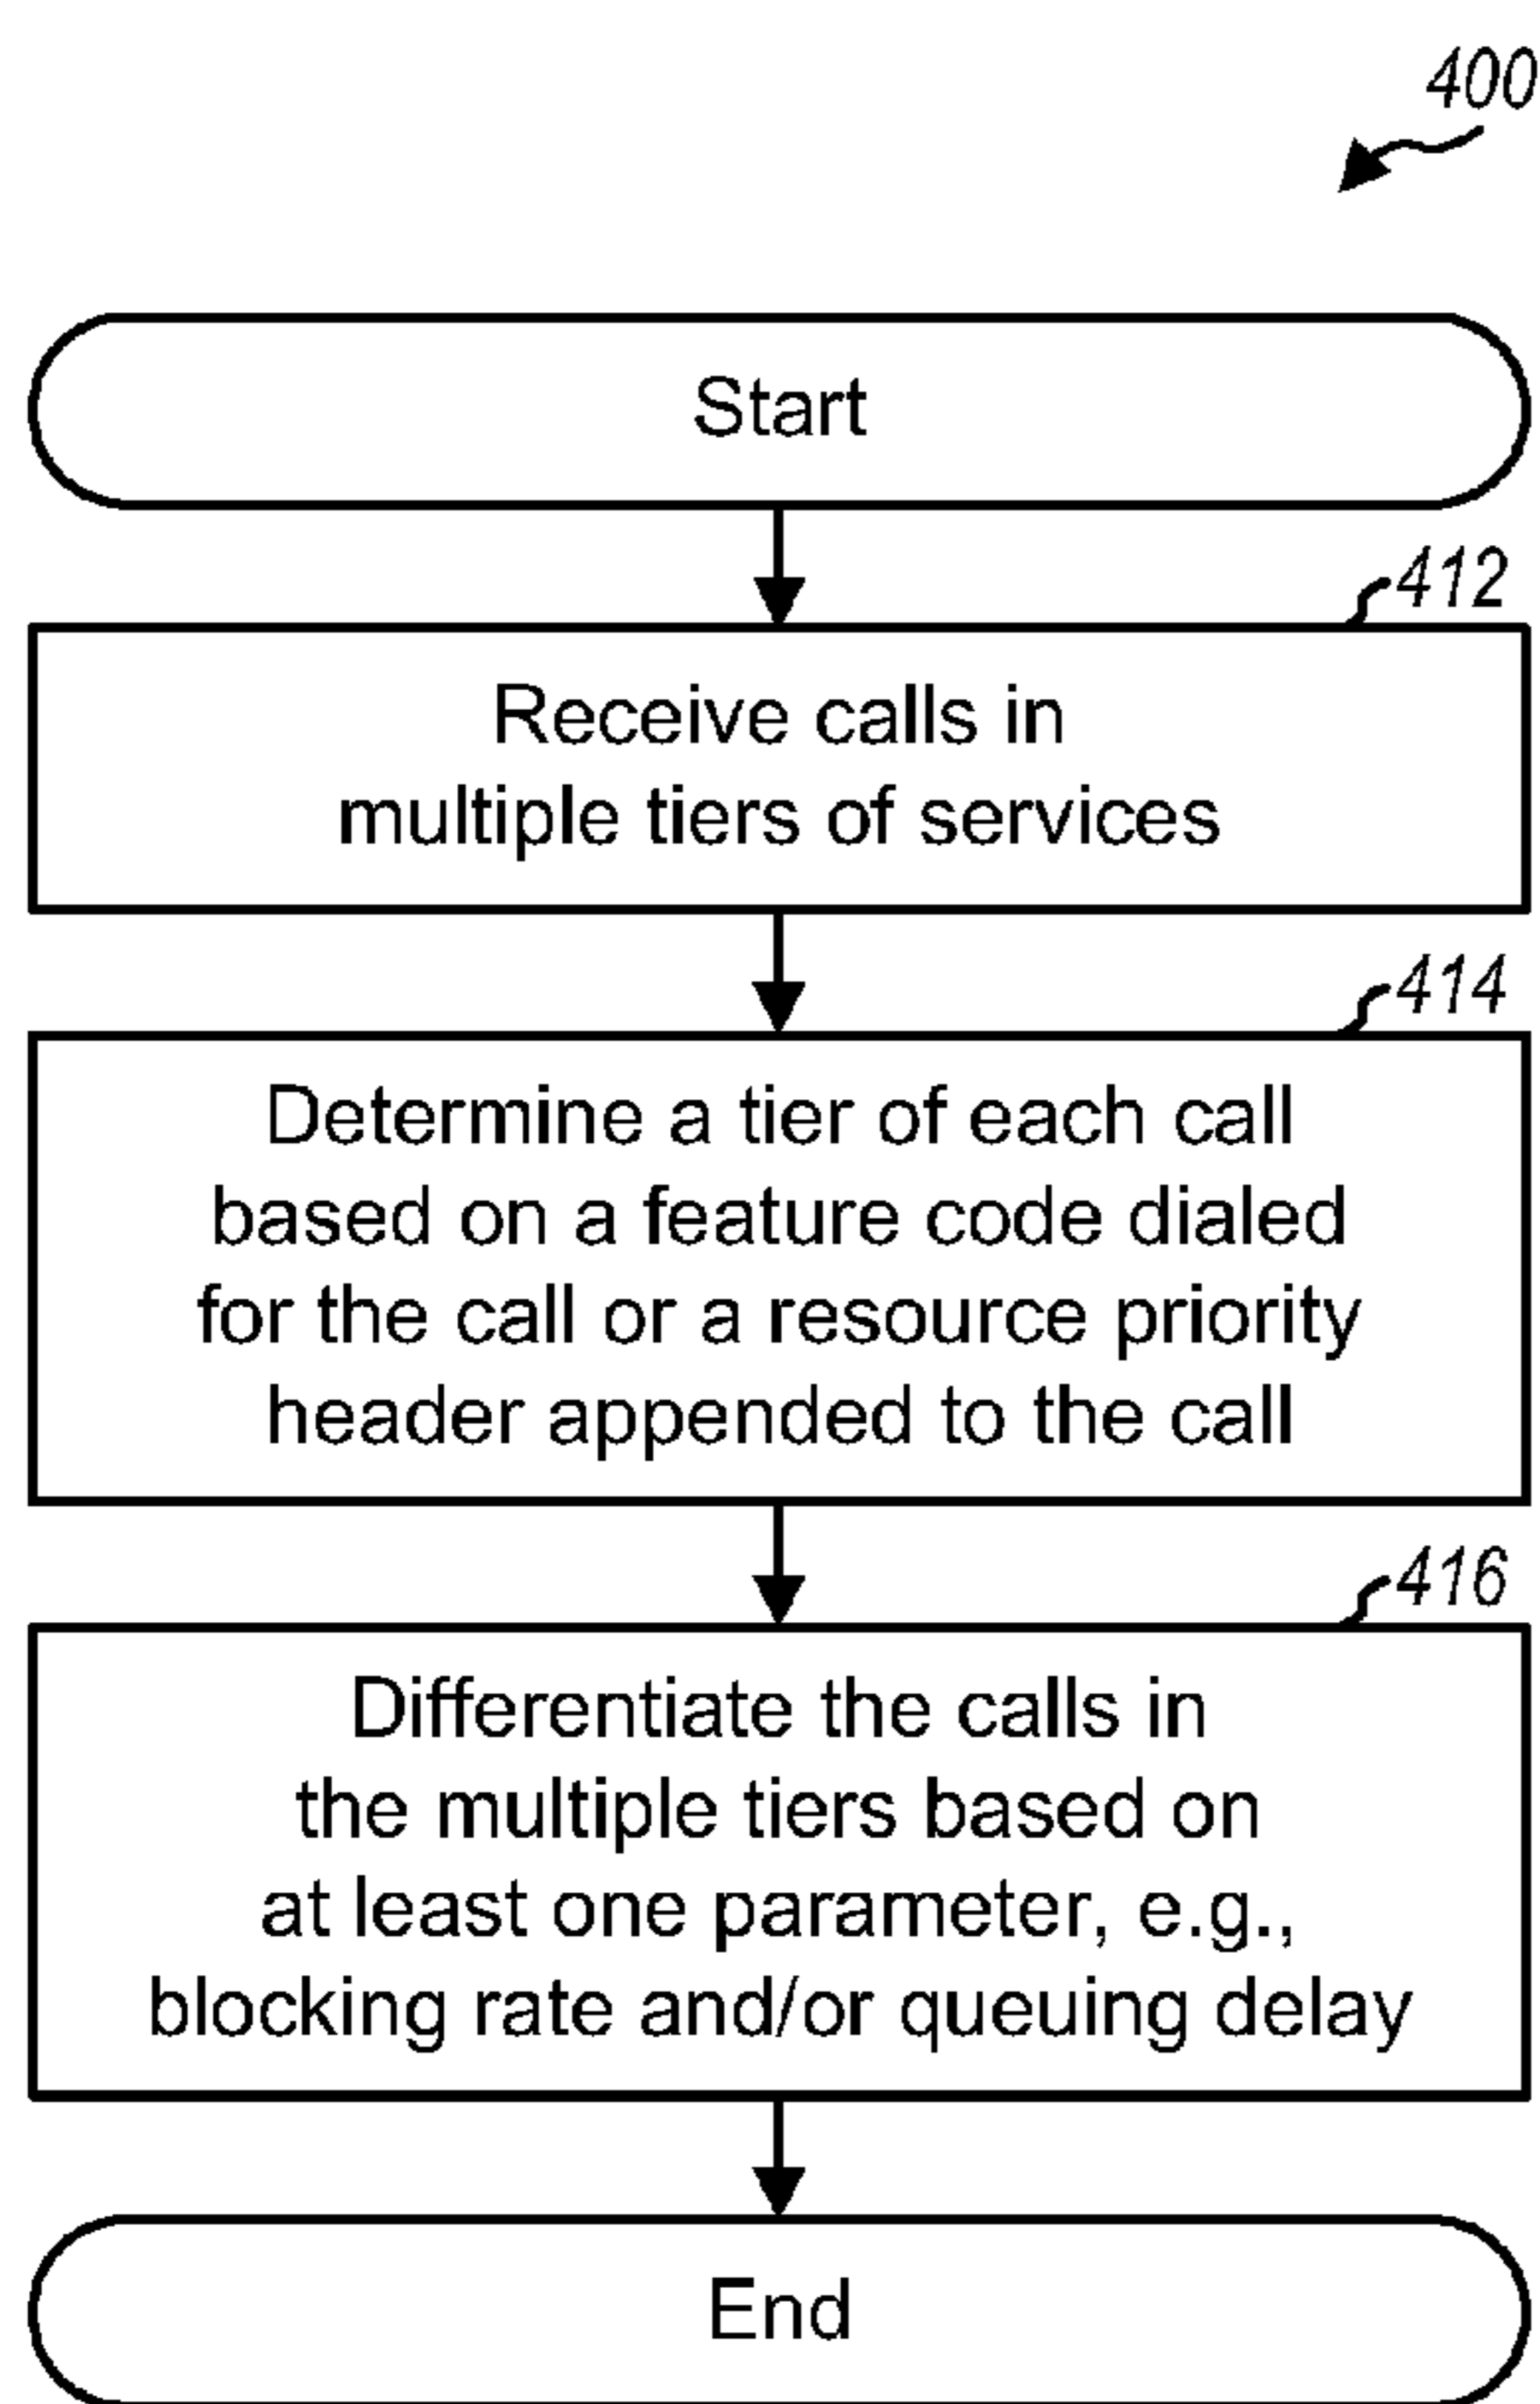 400
Start
412
Receive calls in
multiple tiers of services
414
Determine a tier of each call
based on a feature code dialed
for the call or a resource priority
header appended to the call
416
Differentiate the calls in
the multiple tiers based on
at least one parameter, e.g.,
blocking rate and/or queuing delay
End